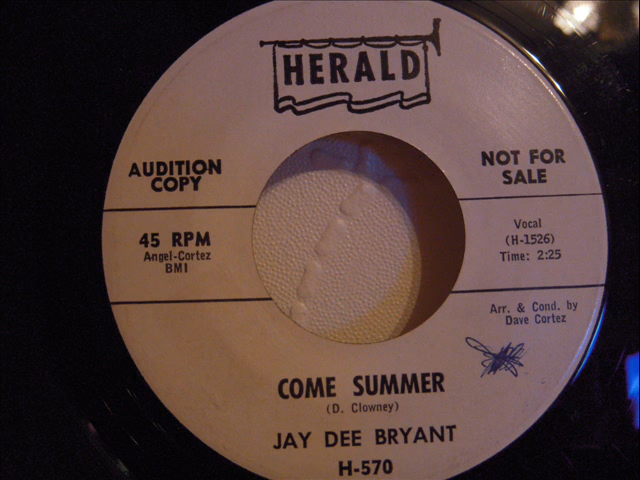 HERALD
AUDITION
COPY
NOT FOR
SALE
45 RPM
Angel-Cortez
BMI
Vocal
(H-1526)
Time: 2:25
Arr. & Cond. by
Dave Cortez
COME SUMMER
(D. Clowney)
JAY DEE BRYANT
H-570